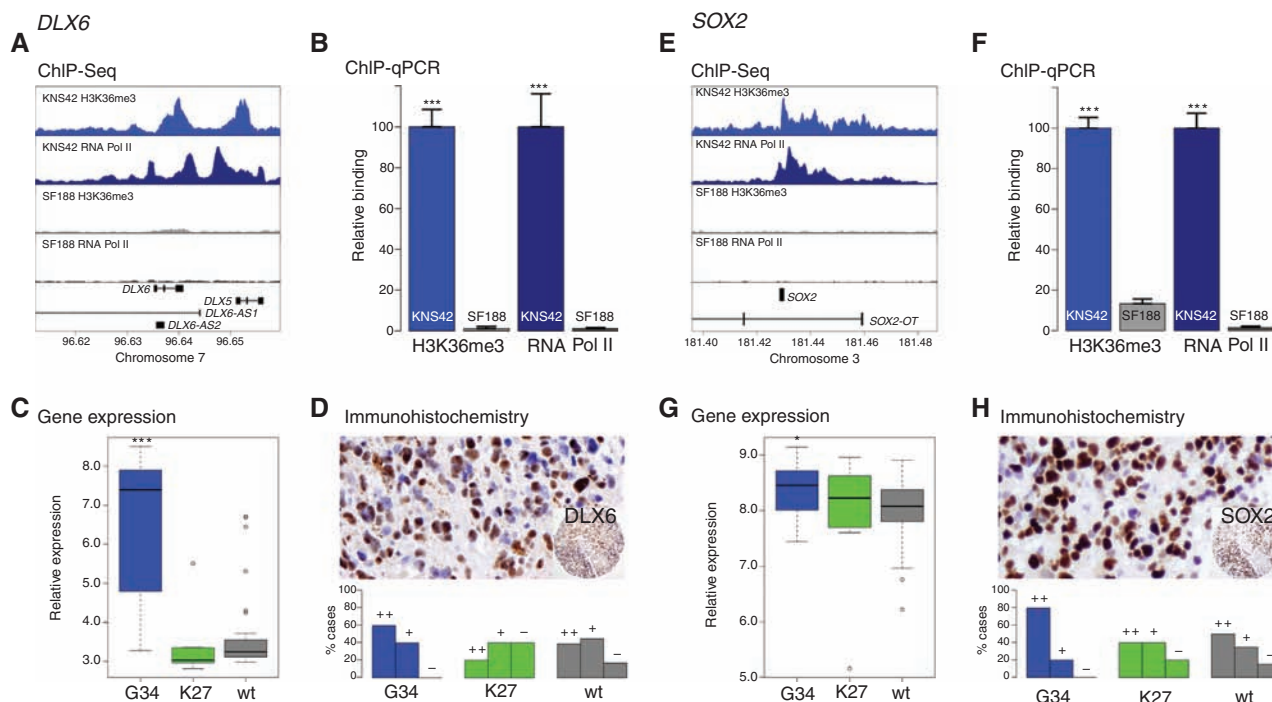 DLX6
A
ChIP-Seq
KNS42 H3K36me3
KNS42 RNA Pol II
SF188 H3K36me3
SF188 RNA Pol II
DLX6
DLX5
DLX6-AS1
DLX6-AS2
96.62 96.63 96.64 96.65
Chromosome 7
B
ChIP-qPCR
Relative binding
100
80
60
40
20
0
***
***
KNS42
SF188
KNS42
SF188
H3K36me3
RNA Pol II
C Gene expression
Relative expression
8.0
7.0
6.0
5.0
4.0
3.0
***
G34 K27 wt
D Immunohistochemistry
DLX6
% cases
100
80
60
40
20
++ + −
++ + −
++ + −
G34 K27 wt
SOX2
E
ChIP-Seq
KNS42 H3K36me3
KNS42 RNA Pol II
SF188 H3K36me3
SF188 RNA Pol II
SOX2
SOX2-OT
181.40 181.42 181.44 181.46 181.48
Chromosome 3
F
ChIP-qPCR
Relative binding
100
80
60
40
20
0
***
***
KNS42
SF188
KNS42
SF188
H3K36me3
RNA Pol II
G Gene expression
Relative expression
9.0
8.0
7.0
6.0
5.0
*
G34 K27 wt
H Immunohistochemistry
SOX2
% cases
100
80
60
40
20
++ + −
++ + −
++ + −
G34 K27 wt